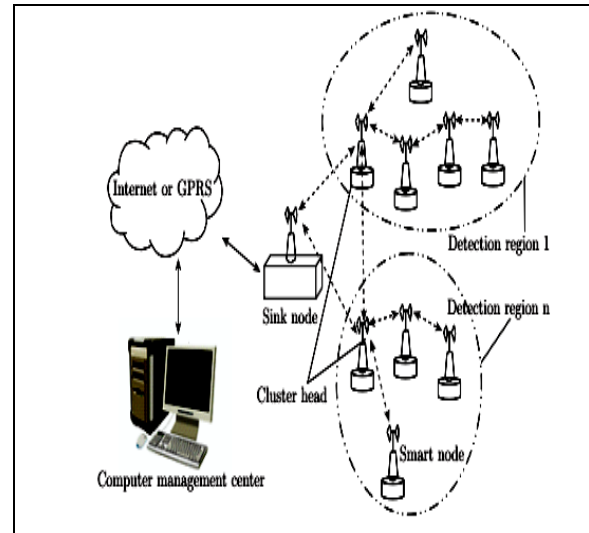 Internet or GPRS
Detection region 1
Sink node
Detection region n
Cluster head
Smart node
Computer management center